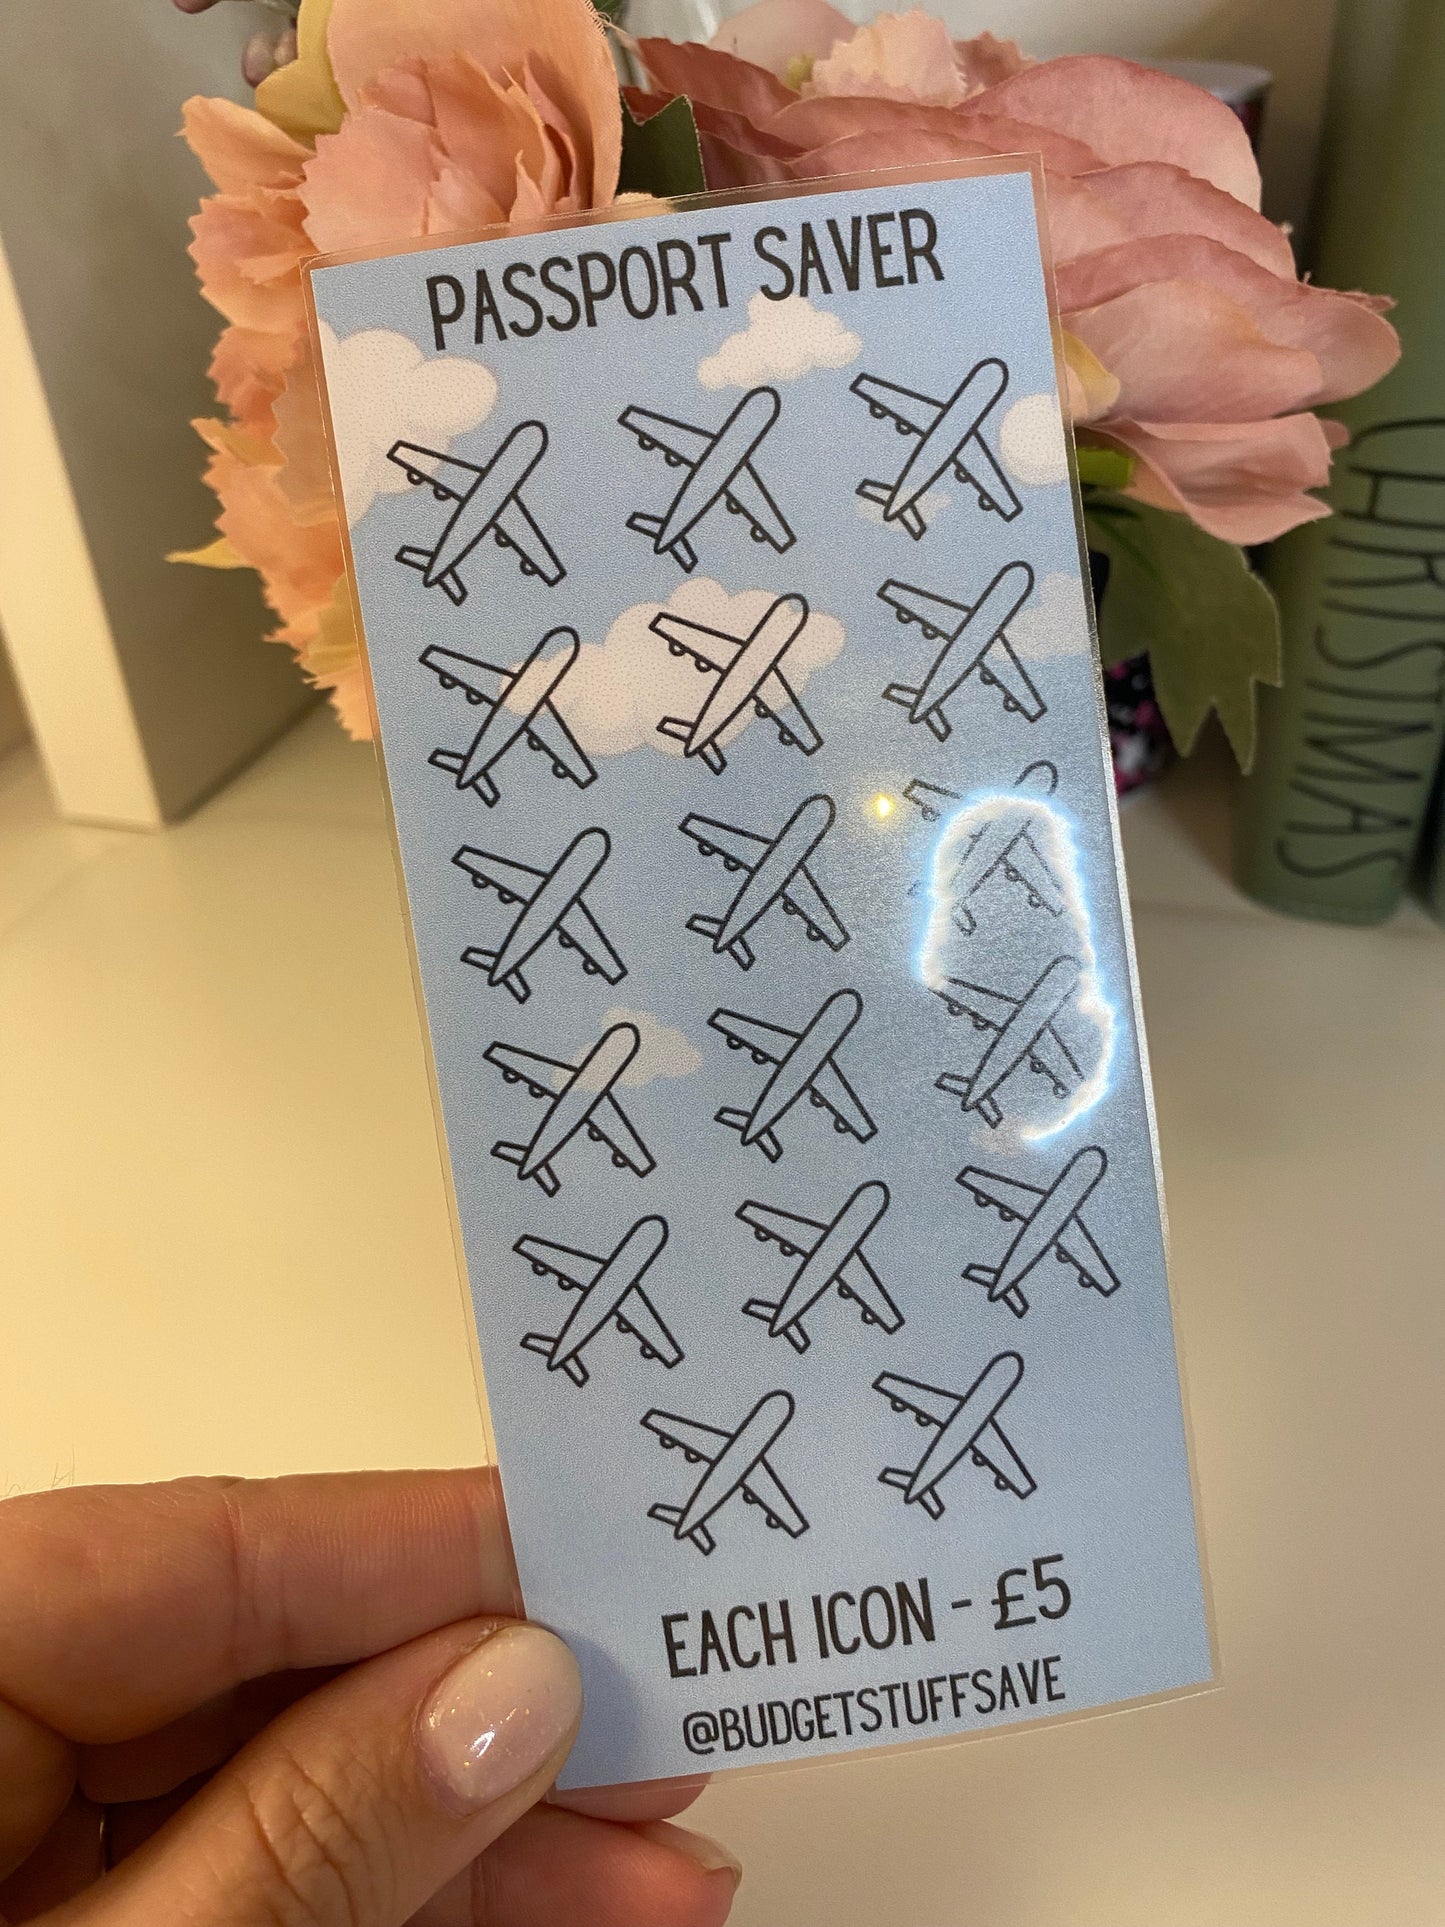 PASSPORT SAVER
EACH ICON - £5
@BUDGETSTUFFSAVE
CHRISTMAS